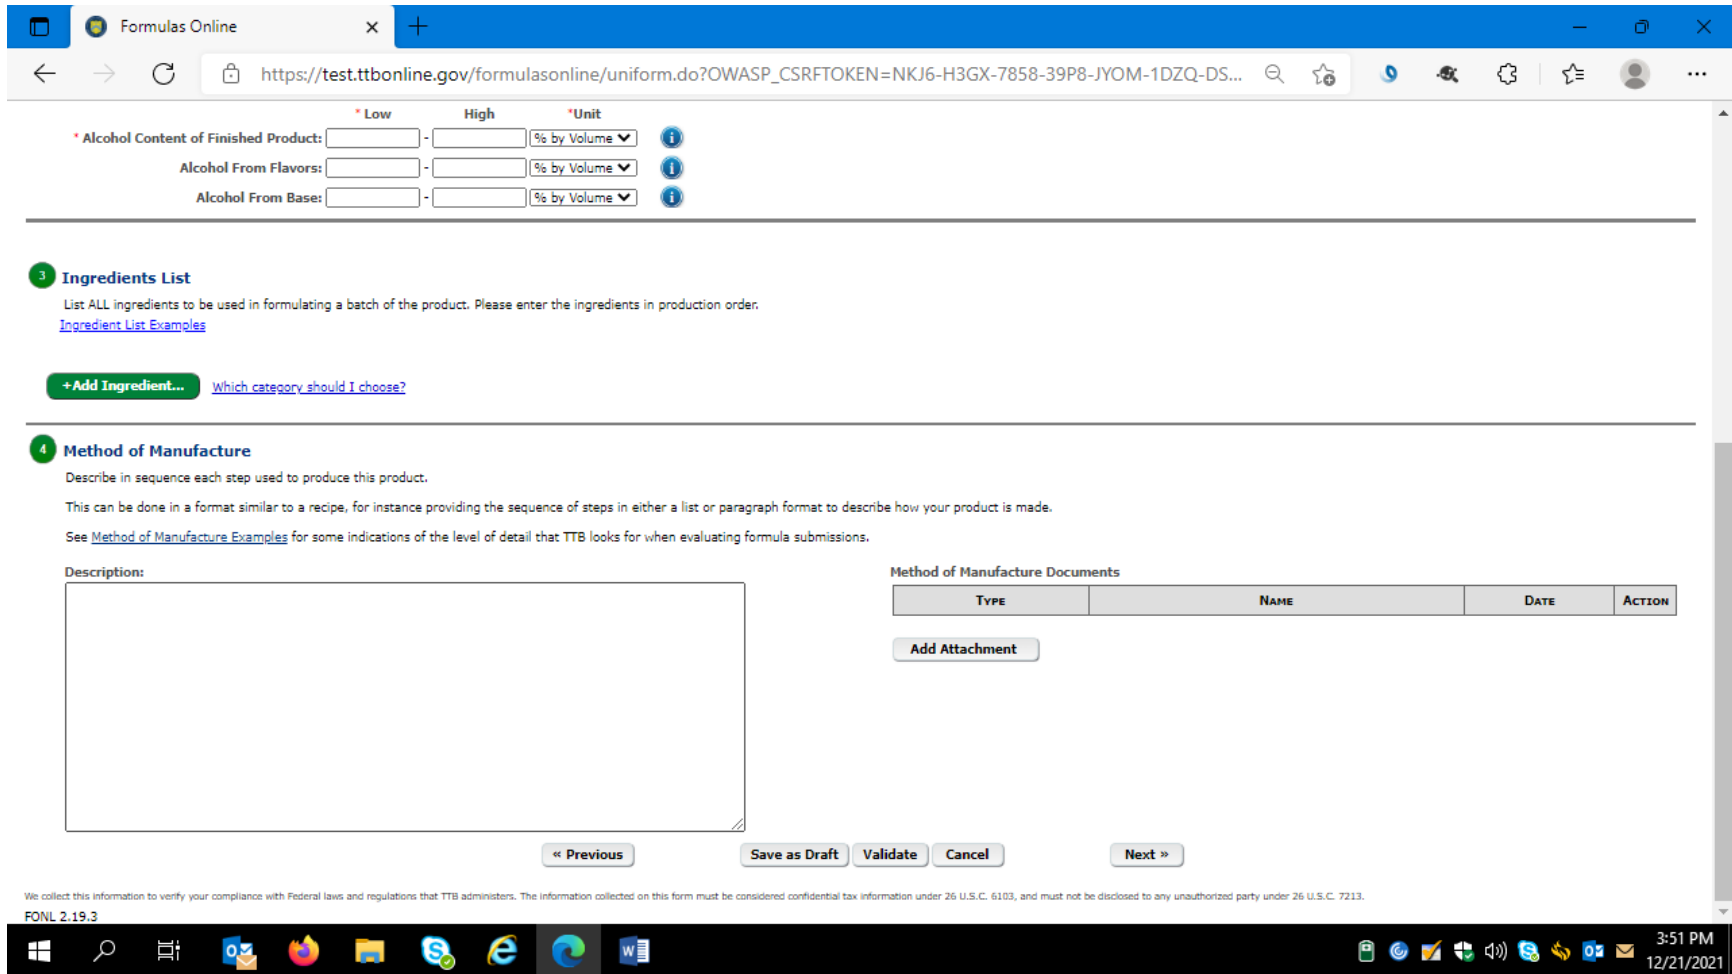 Formulas Online
https://test.ttbonline.gov/formulasonline/uniform.do?OWASP_CSRFTOKEN=NKJ6-H3GX-7858-39P8-JYOM-1DZQ-DS...
* Low High *Unit
* Alcohol Content of Finished Product: - % by Volume
Alcohol From Flavors: - % by Volume
Alcohol From Base: - % by Volume
3 Ingredients List
List ALL ingredients to be used in formulating a batch of the product. Please enter the ingredients in production order.
Ingredient List Examples
+Add Ingredient... Which category should I choose?
4 Method of Manufacture
Describe in sequence each step used to produce this product.
This can be done in a format similar to a recipe, for instance providing the sequence of steps in either a list or paragraph format to describe how your product is made.
See Method of Manufacture Examples for some indications of the level of detail that TTB looks for when evaluating formula submissions.
Description: Method of Manufacture Documents
TYPE NAME DATE ACTION
Add Attachment
« Previous Save as Draft Validate Cancel Next »
We collect this information to verify your compliance with Federal laws and regulations that TTB administers. The information collected on this form must be considered confidential tax information under 26 U.S.C. 6103, and must not be disclosed to any unauthorized party under 26 U.S.C. 7213.
FONL 2.19.3
3:51 PM
12/21/2021